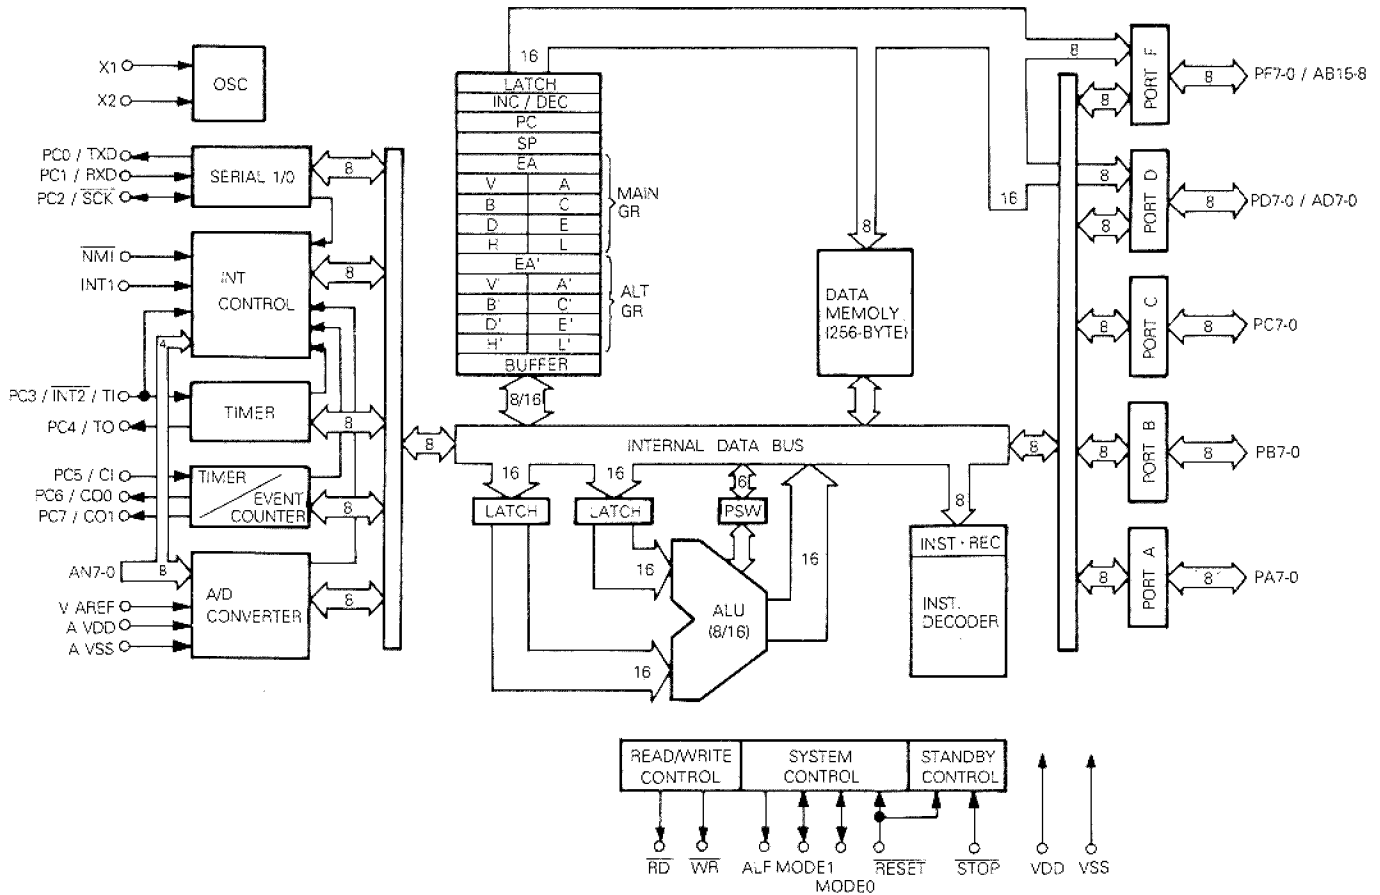 X1
X2
OSC
PC0 / TXD
PC1 / RXD
PC2 / SCK
SERIAL 1/0
8
NMI
INT1
INT
CONTROL
8
4
PC3 / INT2 / TI
PC4 / TO
TIMER
8
PC5 / CI
PC6 / CO0
PC7 / CO1
TIMER
EVENT
COUNTER
8
AN7-0
8
V AREF
A VDD
A VSS
A/D
CONVERTER
8
8
16
LATCH
INC / DEC
PC
SP
EA
V A
B C
D E
H L
MAIN
GR
EA'
V' A'
B' C'
D' E'
H' L'
ALT
GR
BUFFER
8/16
8
DATA
MEMOLY
(256-BYTE)
16
INTERNAL DATA BUS
8
16
16
16
8
LATCH
LATCH
PSW
16
16
16
ALU
(8/16)
INST・REC
INST.
DECODER
8
8
PORT F
8
PF7-0 / AB15-8
8
8
PORT D
8
PD7-0 / AD7-0
8
PORT C
8
PC7-0
8
PORT B
8
PB7-0
8
PORT A
8
PA7-0
READ/WRITE
CONTROL
SYSTEM
CONTROL
STANDBY
CONTROL
RD
WR
ALF
MODE1
MODE0
RESET
STOP
VDD
VSS